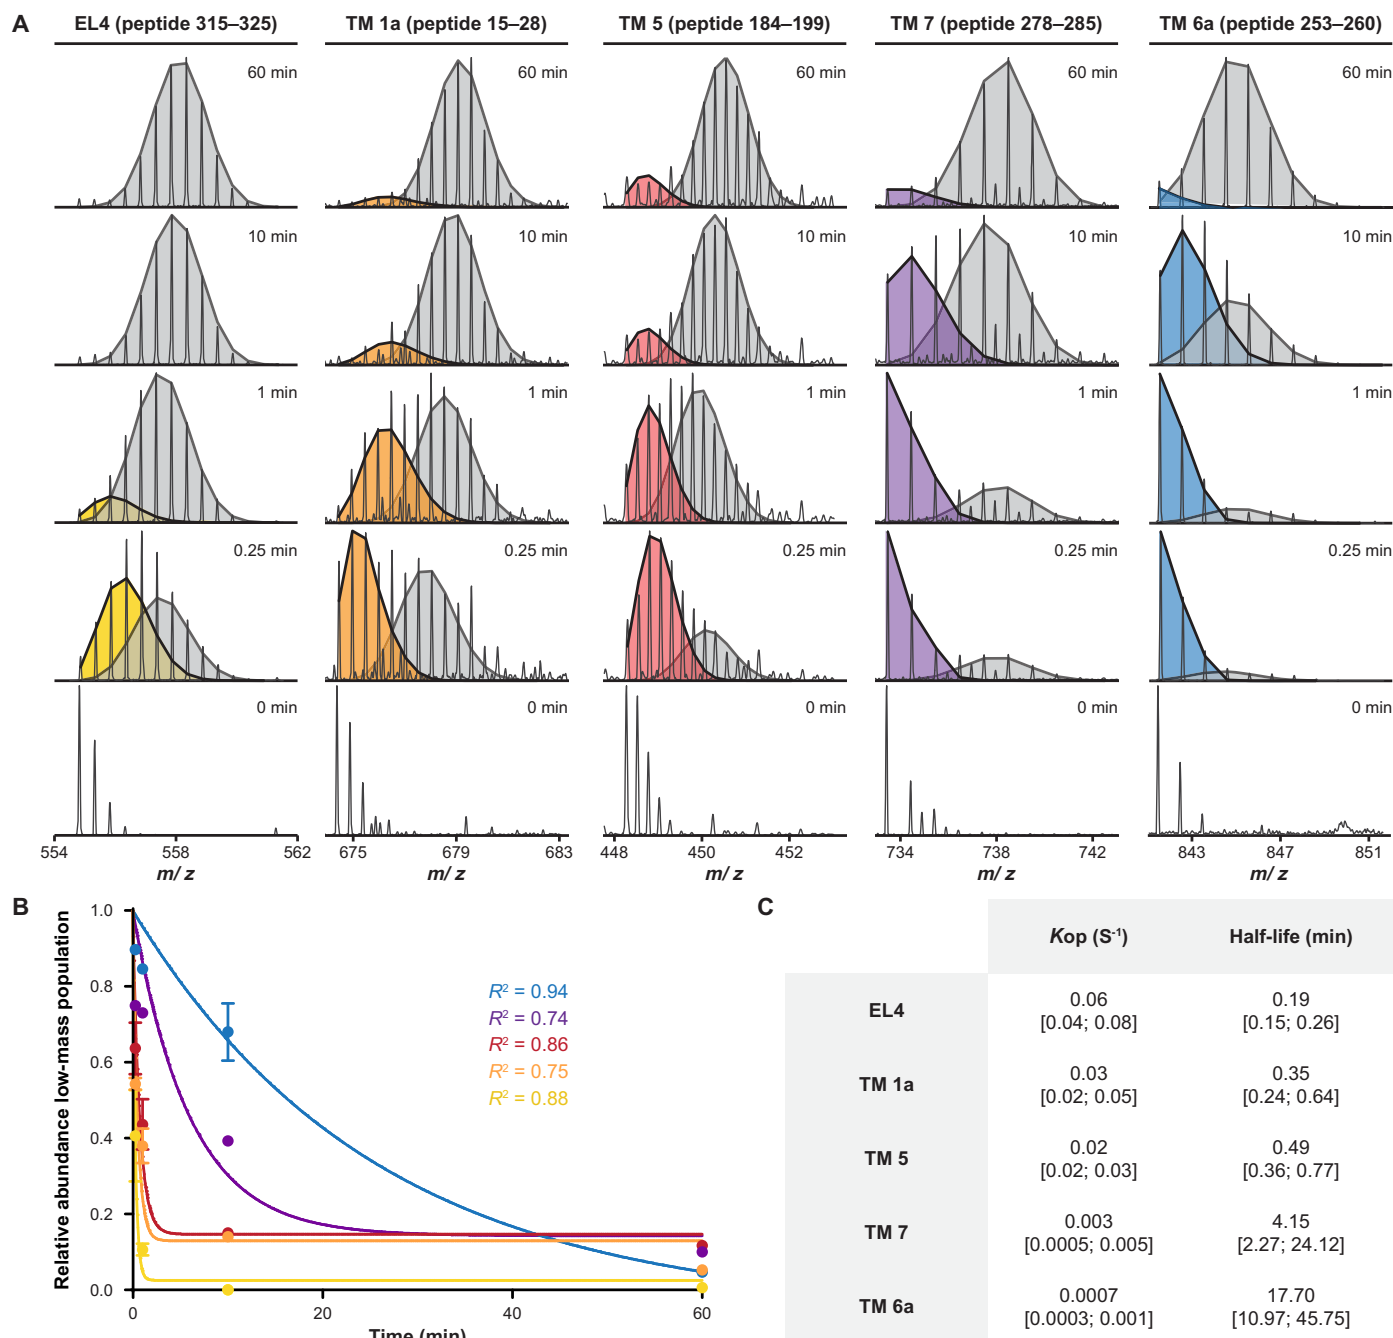 A
EL4 (peptide 315–325)
TM 1a (peptide 15–28)
TM 5 (peptide 184–199)
TM 7 (peptide 278–285)
TM 6a (peptide 253–260)
60 min
60 min
60 min
60 min
60 min
10 min
10 min
10 min
10 min
10 min
1 min
1 min
1 min
1 min
1 min
0.25 min
0.25 min
0.25 min
0.25 min
0.25 min
0 min
0 min
0 min
0 min
0 min
554 558 562
675 679 683
448 450 452
734 738 742
843 847 851
m/z
m/z
m/z
m/z
m/z
B
Relative abundance low-mass population
1.0
0.8
0.6
0.4
0.2
0.0
0 20 40 60
Time (min)
R² = 0.94
R² = 0.74
R² = 0.86
R² = 0.75
R² = 0.88
C
Kop (S⁻¹) Half-life (min)
EL4 0.06 0.19
[0.04; 0.08] [0.15; 0.26]
TM 1a 0.03 0.35
[0.02; 0.05] [0.24; 0.64]
TM 5 0.02 0.49
[0.02; 0.03] [0.36; 0.77]
TM 7 0.003 4.15
[0.0005; 0.005] [2.27; 24.12]
TM 6a 0.0007 17.70
[0.0003; 0.001] [10.97; 45.75]